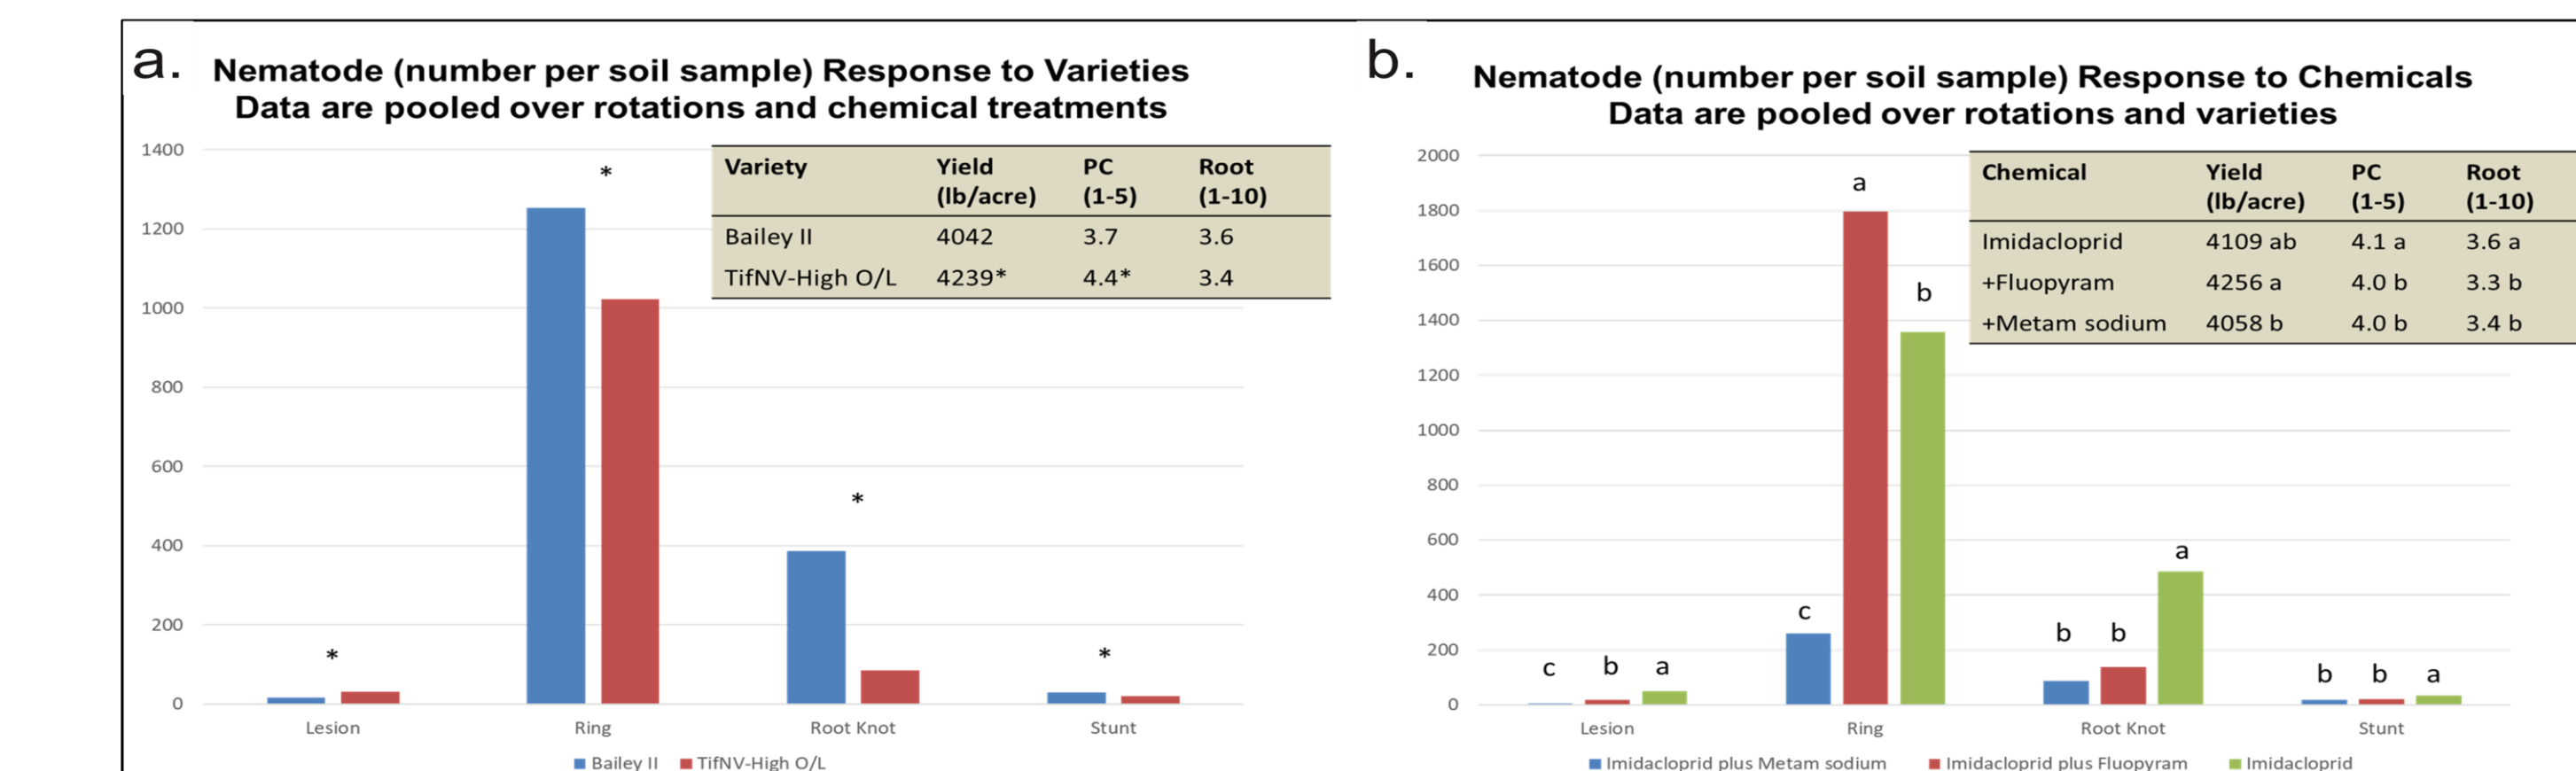 a.
Nematode (number per soil sample) Response to Varieties
Data are pooled over rotations and chemical treatments
1400
1200
1000
800
600
400
200
0
*
*
*
*
Variety Yield (lb/acre) PC (1-5) Root (1-10)
Bailey II 4042 3.7 3.6
TifNV-High O/L 4239* 4.4* 3.4
Lesion Ring Root Knot Stunt
Bailey II TifNV-High O/L
b.
Nematode (number per soil sample) Response to Chemicals
Data are pooled over rotations and varieties
2000
1800
1600
1400
1200
1000
800
600
400
200
0
c b a
c a b
b b a
b b a
Chemical Yield (lb/acre) PC (1-5) Root (1-10)
Imidacloprid 4109 ab 4.1 a 3.6 a
+Fluopyram 4256 a 4.0 b 3.3 b
+Metam sodium 4058 b 4.0 b 3.4 b
Lesion Ring Root Knot Stunt
Imidacloprid plus Metam sodium Imidacloprid plus Fluopyram Imidacloprid